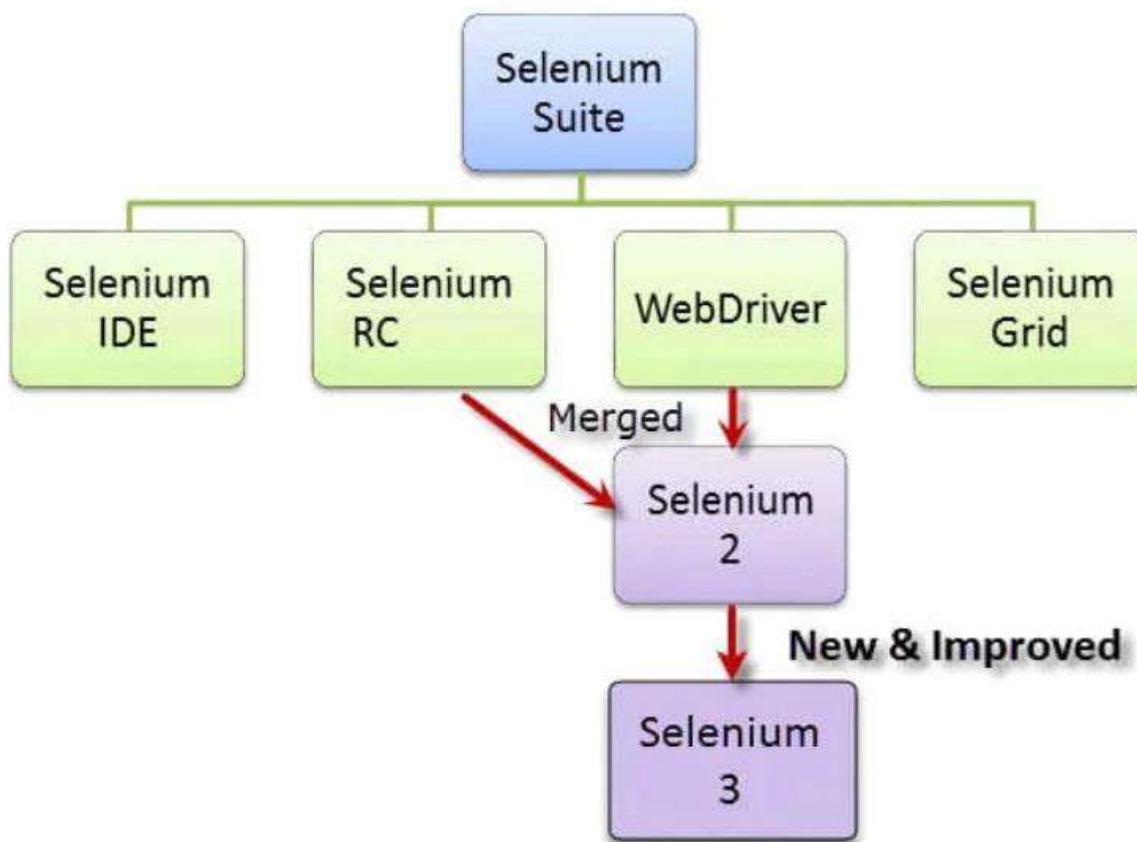 Selenium
Suite
Selenium
IDE
Selenium
RC
WebDriver
Selenium
Grid
Merged
Selenium
2
New & Improved
Selenium
3